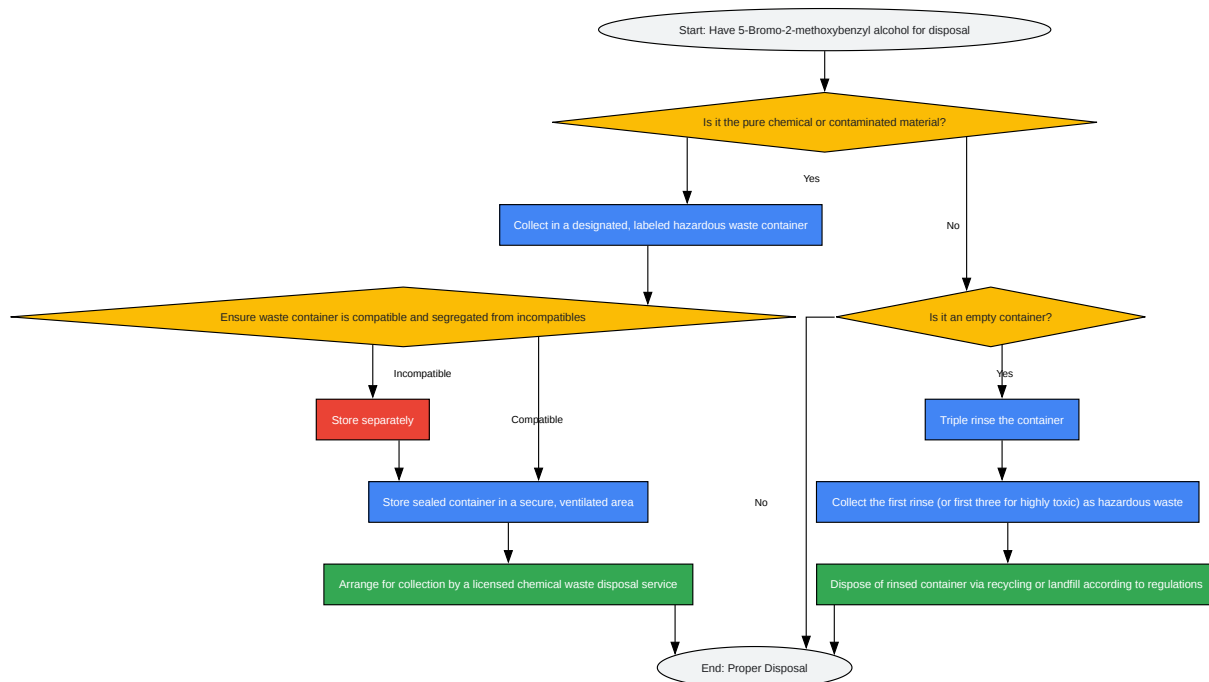 Start: Have 5-Bromo-2-methoxybenzyl alcohol for disposal
Is it the pure chemical or contaminated material?
Yes
Collect in a designated, labeled hazardous waste container
No
Ensure waste container is compatible and segregated from incompatibles
Is it an empty container?
Incompatible
Yes
Store separately
Compatible
Triple rinse the container
Store sealed container in a secure, ventilated area
No
Collect the first rinse (or first three for highly toxic) as hazardous waste
Arrange for collection by a licensed chemical waste disposal service
Dispose of rinsed container via recycling or landfill according to regulations
End: Proper Disposal